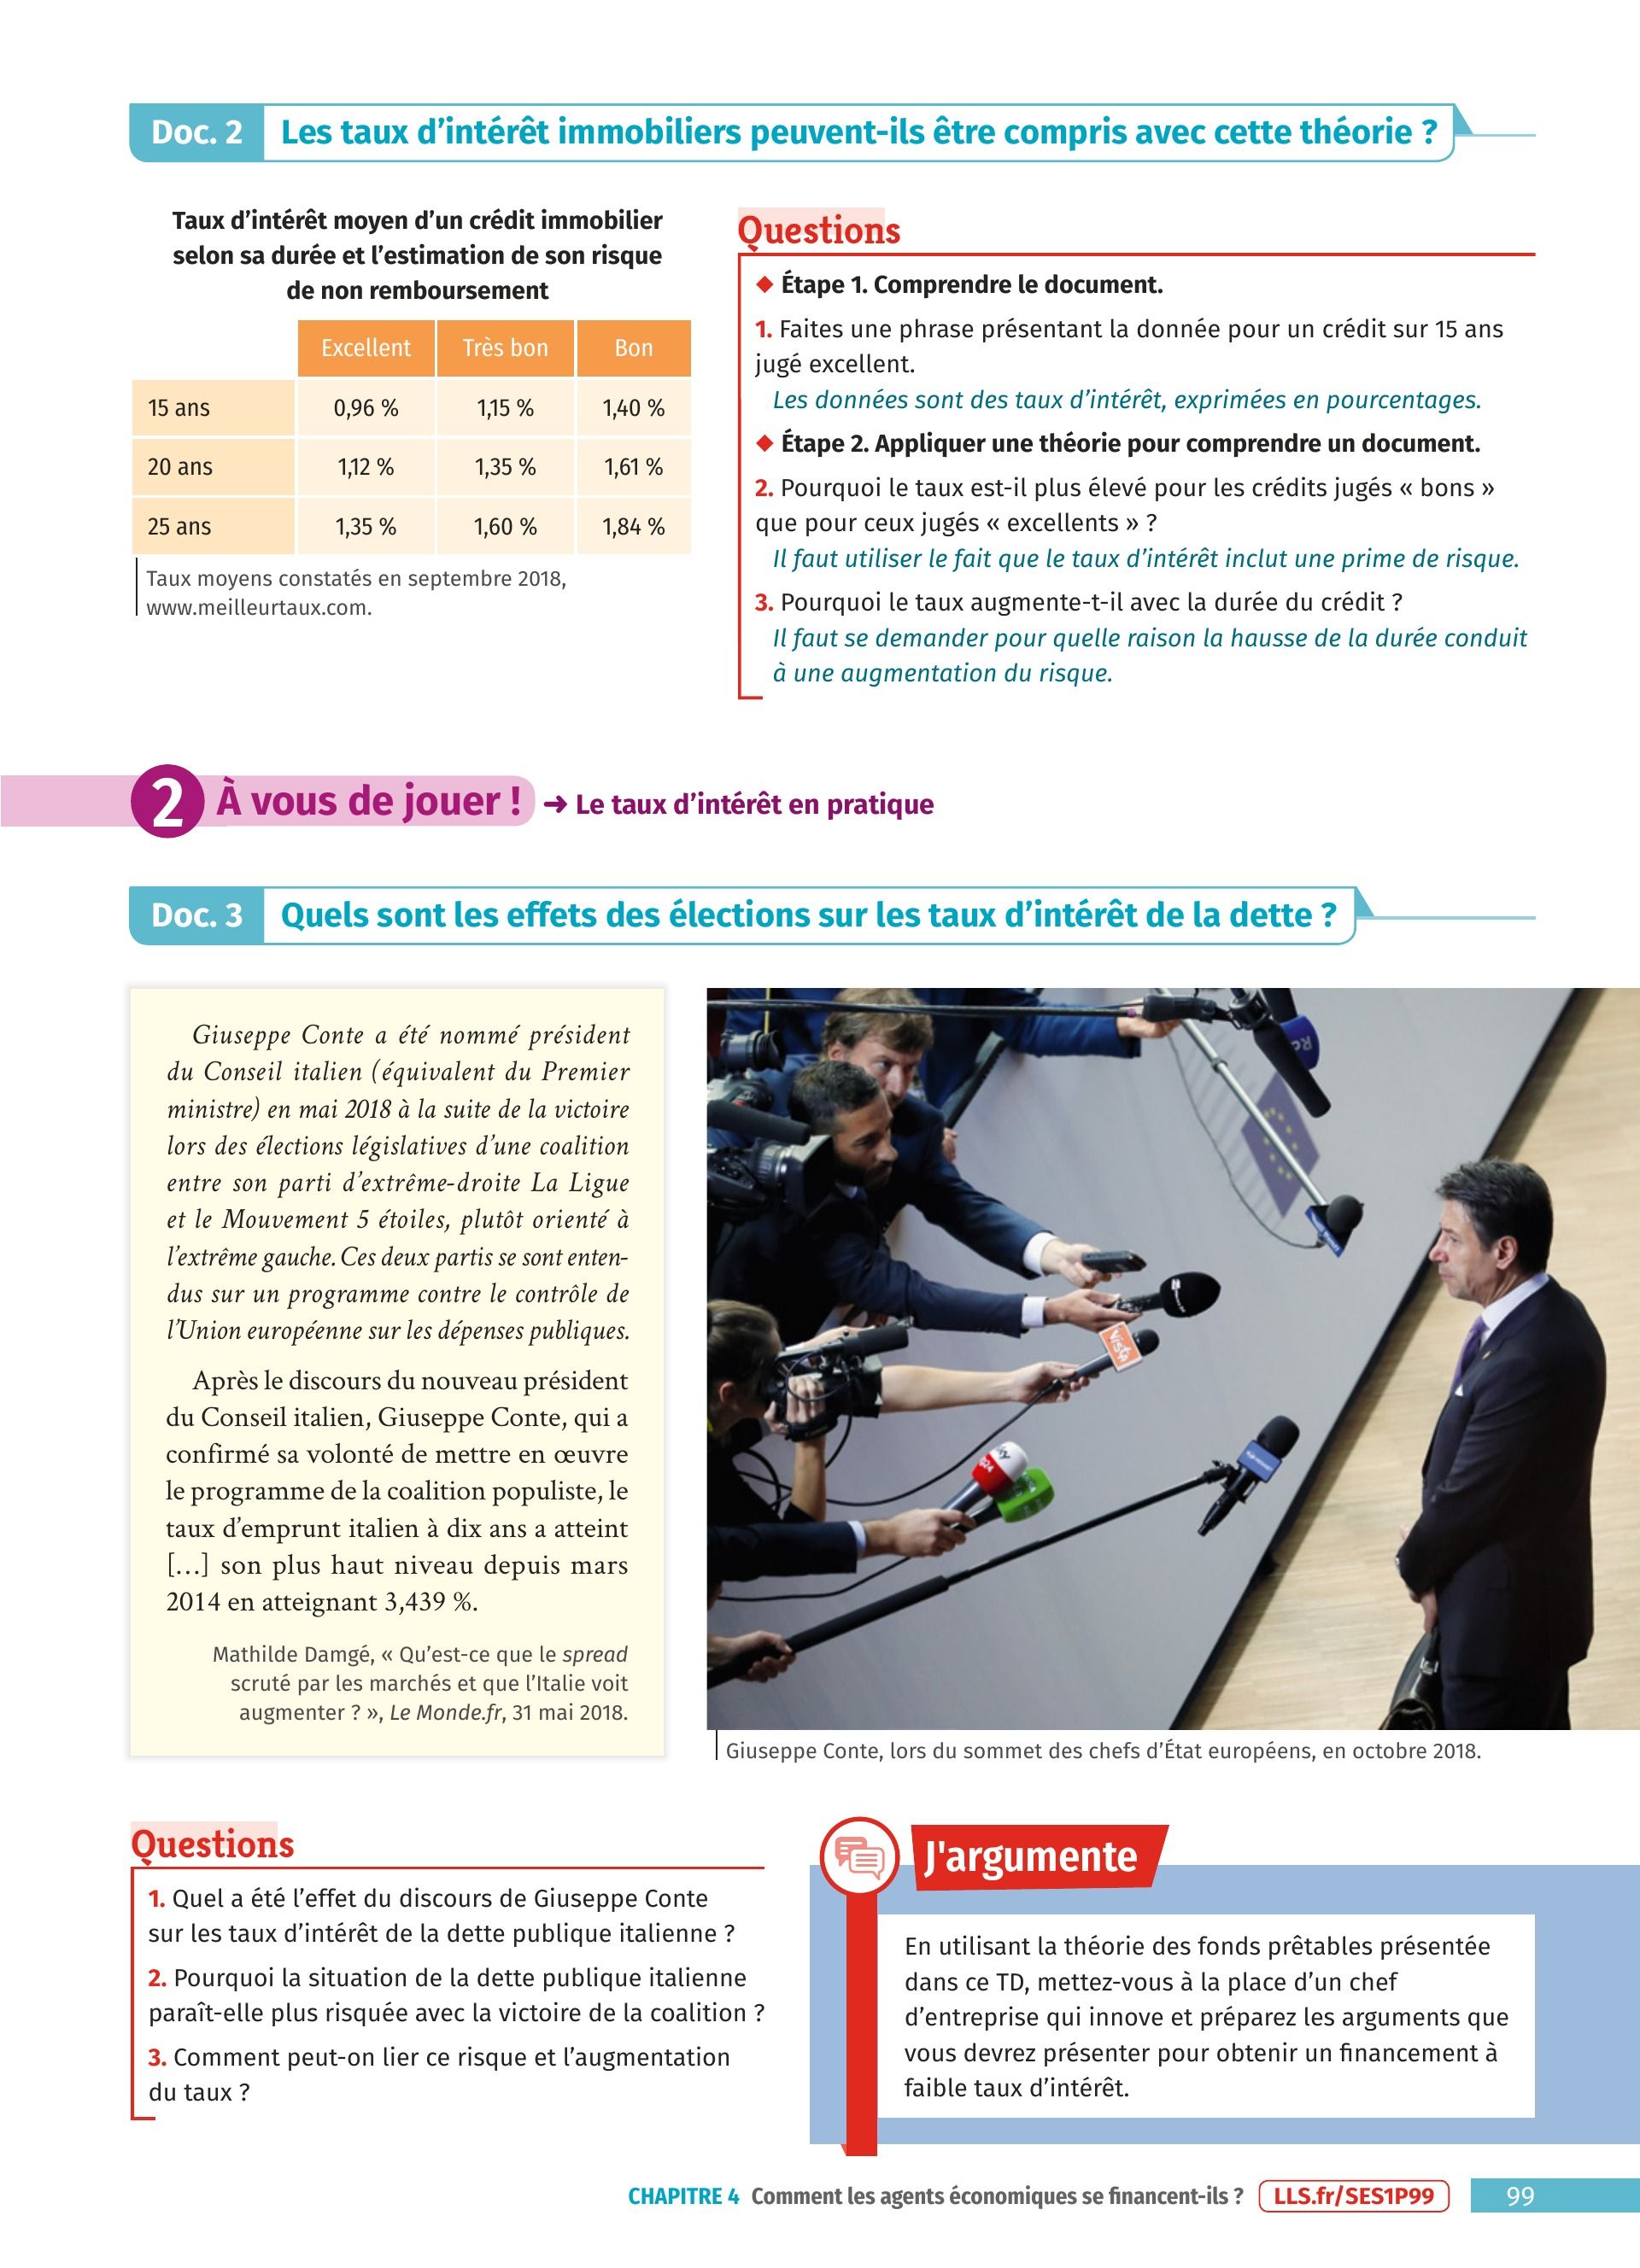 Doc. 2 Les taux d’intérêt immobiliers peuvent-ils être compris avec cette théorie ?
Taux d’intérêt moyen d’un crédit immobilier
selon sa durée et l’estimation de son risque
de non remboursement
Excellent Très bon Bon
15 ans 0,96 % 1,15 % 1,40 %
20 ans 1,12 % 1,35 % 1,61 %
25 ans 1,35 % 1,60 % 1,84 %
Taux moyens constatés en septembre 2018,
www.meilleurtaux.com.
Questions
◆ Étape 1. Comprendre le document.
1. Faites une phrase présentant la donnée pour un crédit sur 15 ans
jugé excellent.
Les données sont des taux d’intérêt, exprimées en pourcentages.
◆ Étape 2. Appliquer une théorie pour comprendre un document.
2. Pourquoi le taux est-il plus élevé pour les crédits jugés « bons »
que pour ceux jugés « excellents » ?
Il faut utiliser le fait que le taux d’intérêt inclut une prime de risque.
3. Pourquoi le taux augmente-t-il avec la durée du crédit ?
Il faut se demander pour quelle raison la hausse de la durée conduit
à une augmentation du risque.
2 À vous de jouer ! ➜ Le taux d’intérêt en pratique
Doc. 3 Quels sont les effets des élections sur les taux d’intérêt de la dette ?
Giuseppe Conte a été nommé président
du Conseil italien (équivalent du Premier
ministre) en mai 2018 à la suite de la victoire
lors des élections législatives d’une coalition
entre son parti d’extrême-droite La Ligue
et le Mouvement 5 étoiles, plutôt orienté à
l’extrême gauche. Ces deux partis se sont enten-
dus sur un programme contre le contrôle de
l’Union européenne sur les dépenses publiques.
Après le discours du nouveau président
du Conseil italien, Giuseppe Conte, qui a
confirmé sa volonté de mettre en œuvre
le programme de la coalition populiste, le
taux d’emprunt italien à dix ans a atteint
[…] son plus haut niveau depuis mars
2014 en atteignant 3,439 %.
Mathilde Damgé, « Qu’est-ce que le spread
scruté par les marchés et que l’Italie voit
augmenter ? », Le Monde.fr, 31 mai 2018.
vista
sky
Giuseppe Conte, lors du sommet des chefs d’État européens, en octobre 2018.
Questions
1. Quel a été l’effet du discours de Giuseppe Conte
sur les taux d’intérêt de la dette publique italienne ?
2. Pourquoi la situation de la dette publique italienne
paraît-elle plus risquée avec la victoire de la coalition ?
3. Comment peut-on lier ce risque et l’augmentation
du taux ?
J'argumente
En utilisant la théorie des fonds prêtables présentée
dans ce TD, mettez-vous à la place d’un chef
d’entreprise qui innove et préparez les arguments que
vous devrez présenter pour obtenir un financement à
faible taux d’intérêt.
CHAPITRE 4 Comment les agents économiques se financent-ils ? LLS.fr/SES1P99 99